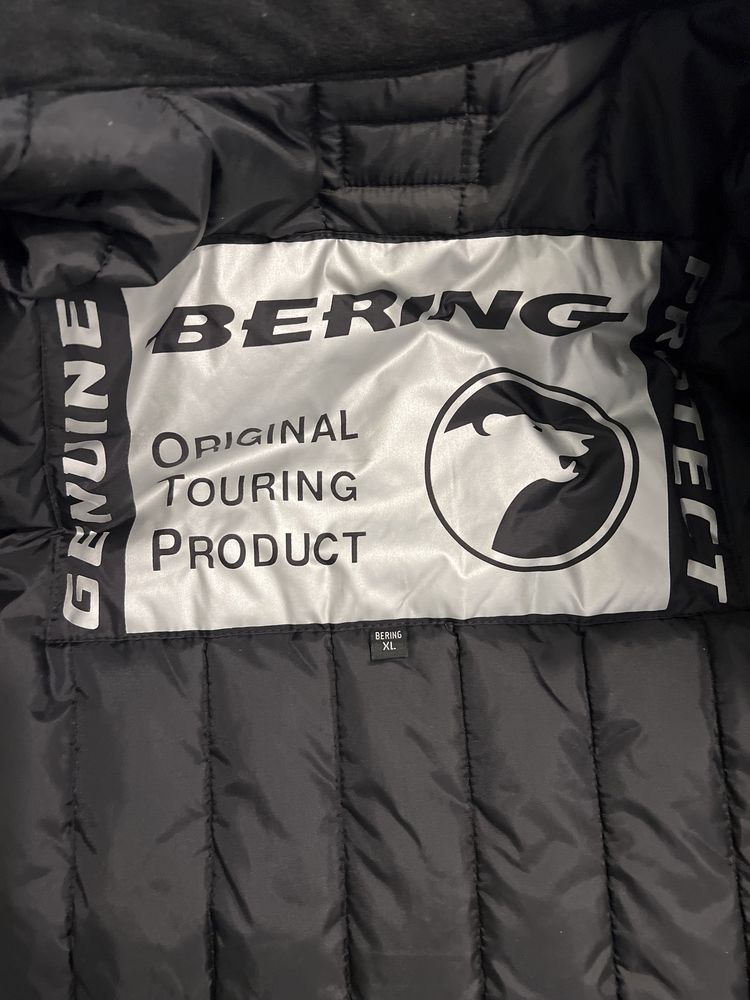 BERING
ORIGINAL
TOURING
PRODUCT
GENUINE
PROTECT
BERING
XL